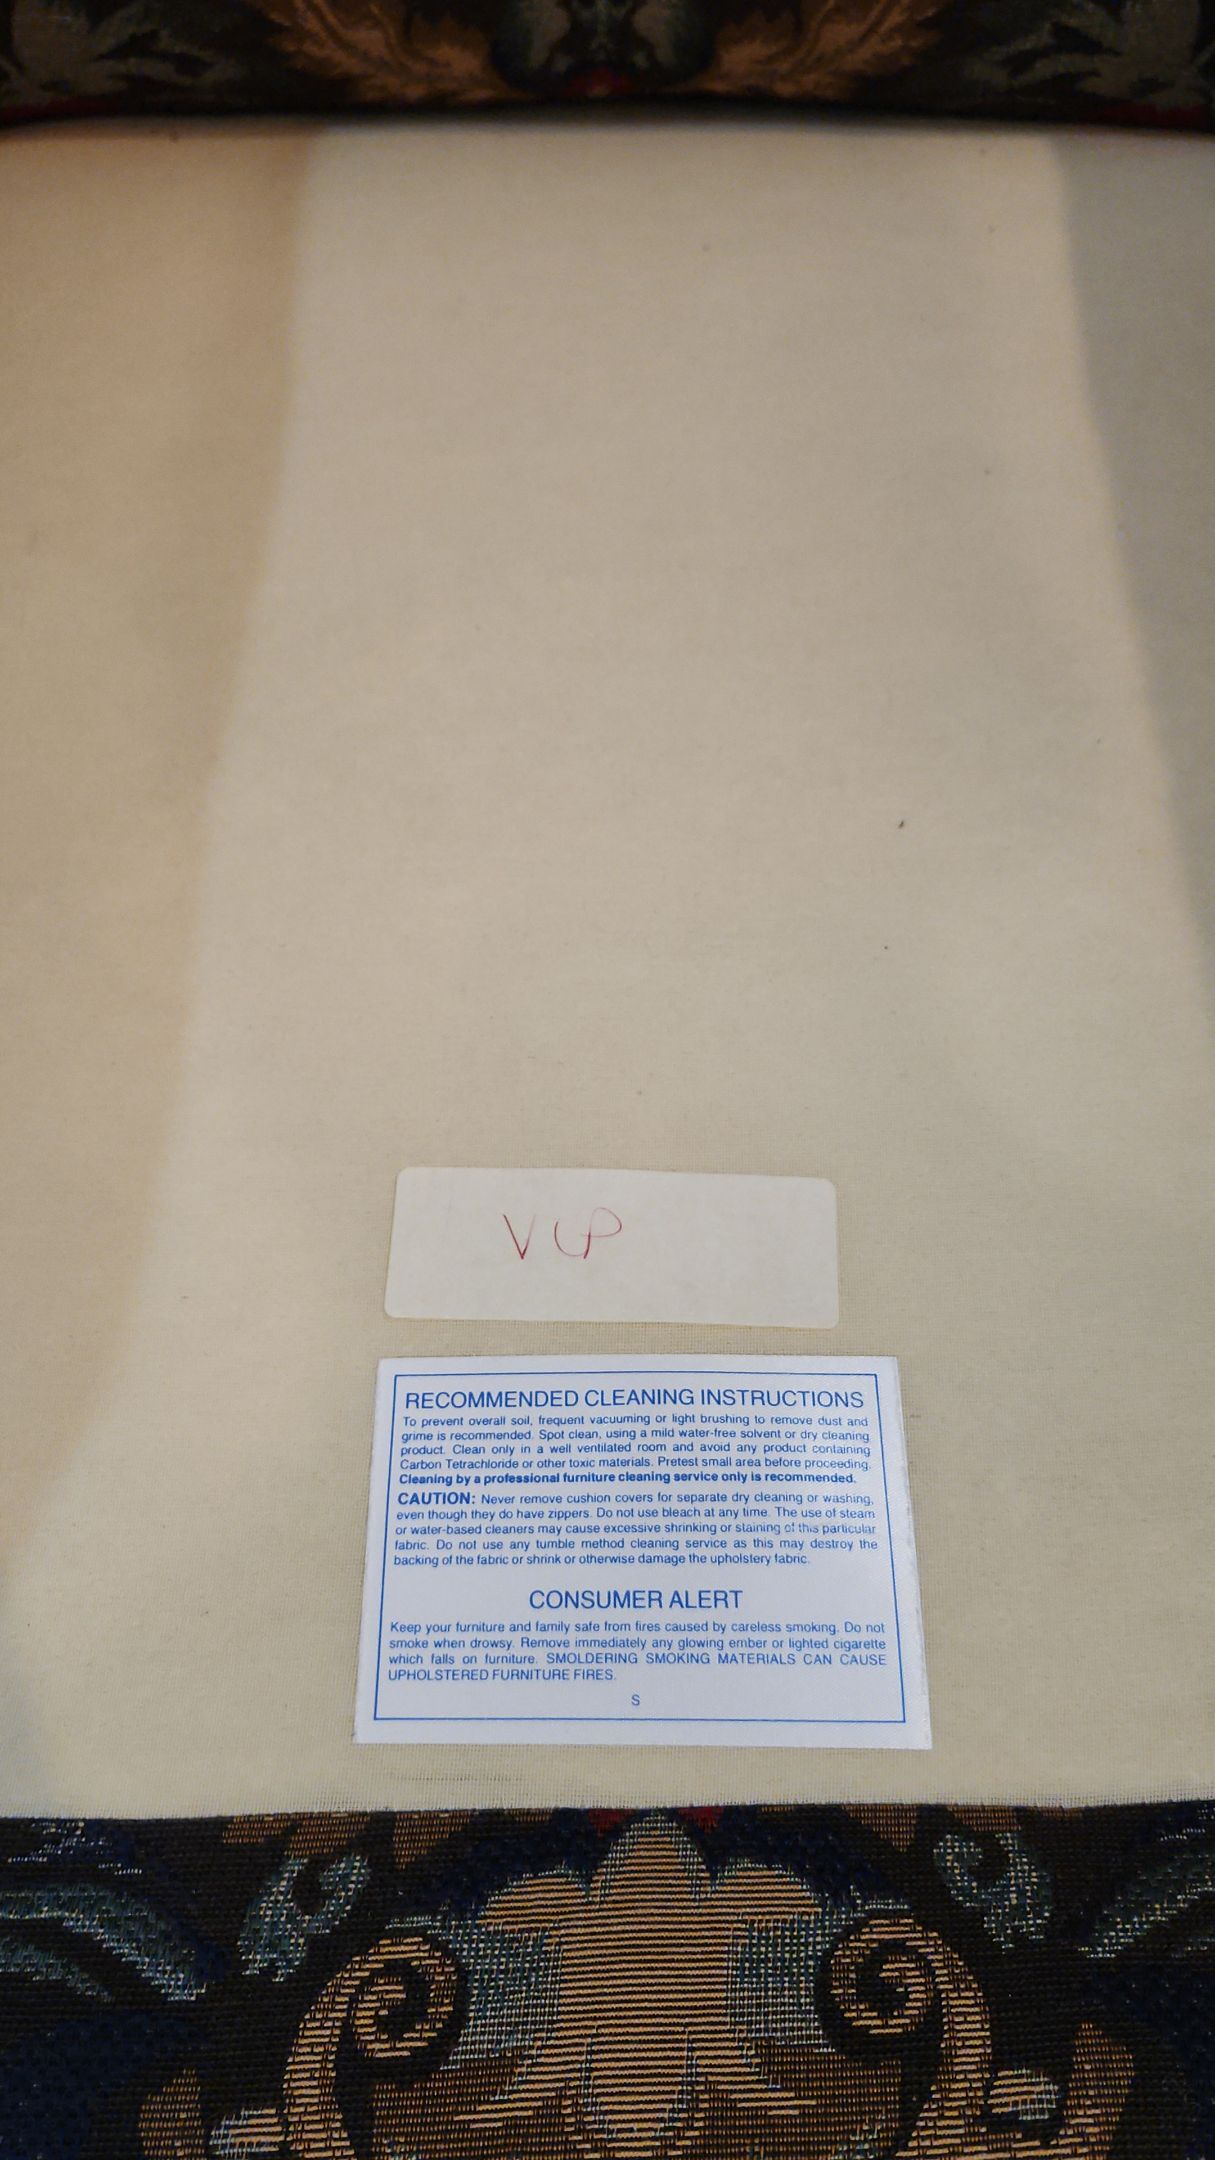 RECOMMENDED CLEANING INSTRUCTIONS
To prevent overall soil, frequent vacuuming or light brushing to remove dust and
grime is recommended. Spot clean, using a mild water-free solvent or dry cleaning
product. Clean only in a well ventilated room and avoid any product containing
Carbon Tetrachloride or other toxic materials. Pretest small area before proceeding.
Cleaning by a professional furniture cleaning service only is recommended.
CAUTION: Never remove cushion covers for separate dry cleaning or washing,
even though they do have zippers. Do not use bleach at any time. The use of steam
or water-based cleaners may cause excessive shrinking or staining of this particular
fabric. Do not use any tumble method cleaning service as this may destroy the
backing of the fabric or shrink or otherwise damage the upholstery fabric.
CONSUMER ALERT
Keep your furniture and family safe from fires caused by careless smoking. Do not
smoke when drowsy. Remove immediately any glowing ember or lighted cigarette
which falls on furniture. SMOLDERING SMOKING MATERIALS CAN CAUSE
UPHOLSTERED FURNITURE FIRES.
S